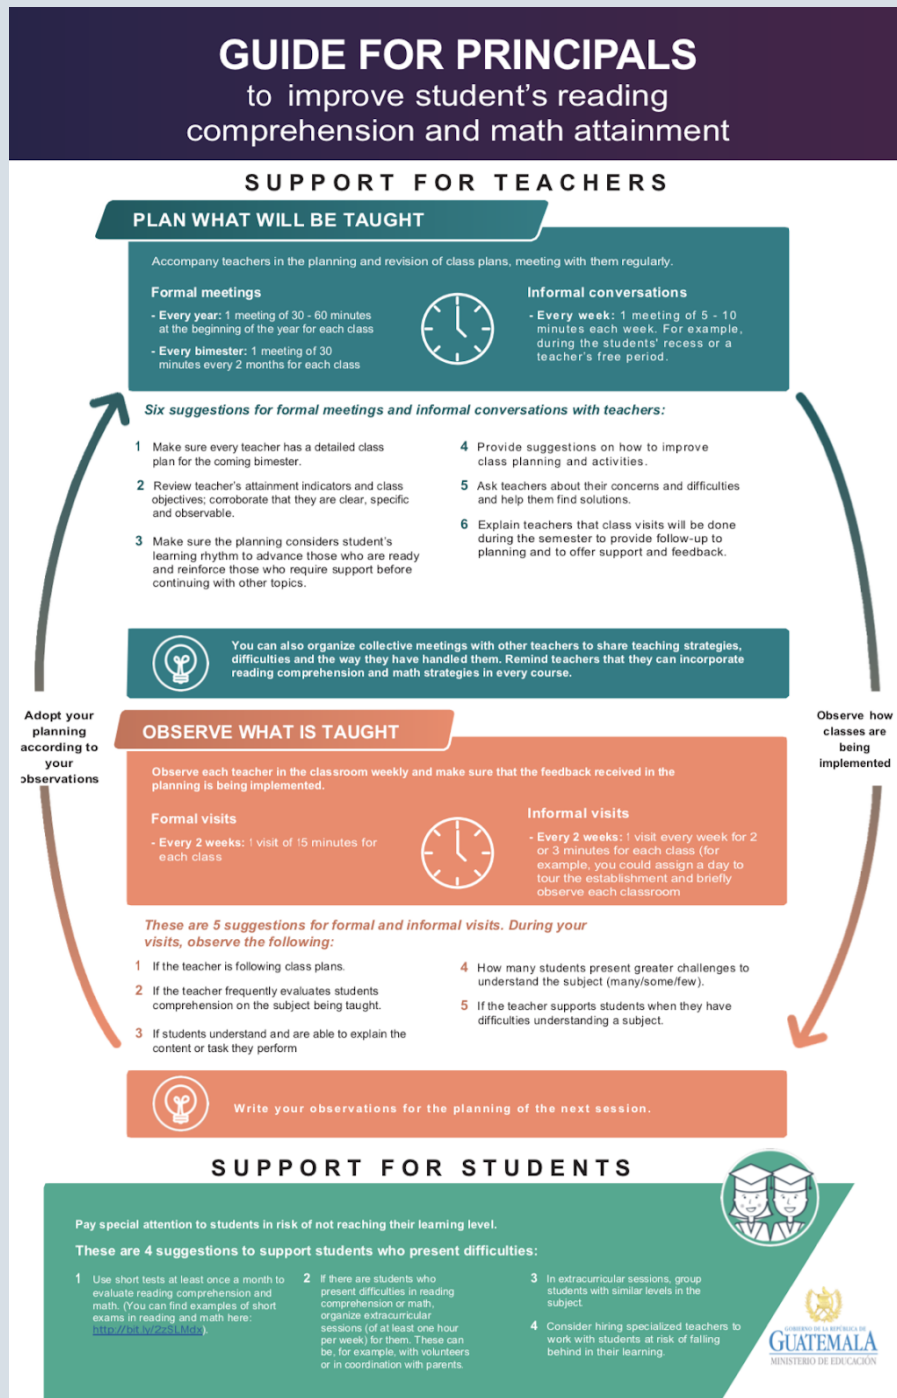 GUIDE FOR PRINCIPALS
to improve student's reading
comprehension and math attainment
SUPPORT FOR TEACHERS
PLAN WHAT WILL BE TAUGHT
Accompany teachers in the planning and revision of class plans, meeting with them regularly.
Formal meetings
- Every year: 1 meeting of 30 - 60 minutes
at the beginning of the year for each class
- Every bimester: 1 meeting of 30
minutes every 2 months for each class
Informal conversations
- Every week: 1 meeting of 5 - 10
minutes each week. For example,
during the students' recess or a
teacher's free period.
Six suggestions for formal meetings and informal conversations with teachers:
1 Make sure every teacher has a detailed class
plan for the coming bimester.
2 Review teacher's attainment indicators and class
objectives; corroborate that they are clear, specific
and observable.
3 Make sure the planning considers student's
learning rhythm to advance those who are ready
and reinforce those who require support before
continuing with other topics.
4 Provide suggestions on how to improve
class planning and activities.
5 Ask teachers about their concerns and difficulties
and help them find solutions.
6 Explain teachers that class visits will be done
during the semester to provide follow-up to
planning and to offer support and feedback.
You can also organize collective meetings with other teachers to share teaching strategies,
difficulties and the way they have handled them. Remind teachers that they can incorporate
reading comprehension and math strategies in every course.
Adopt your
planning
according to
your
observations
Observe how
classes are
being
implemented
OBSERVE WHAT IS TAUGHT
Observe each teacher in the classroom weekly and make sure that the feedback received in the
planning is being implemented.
Formal visits
- Every 2 weeks: 1 visit of 15 minutes for
each class
Informal visits
- Every 2 weeks: 1 visit every week for 2
or 3 minutes for each class (for
example, you could assign a day to
tour the establishment and briefly
observe each classroom
These are 5 suggestions for formal and informal visits. During your
visits, observe the following:
1 If the teacher is following class plans.
2 If the teacher frequently evaluates students
comprehension on the subject being taught.
3 If students understand and are able to explain the
content or task they perform
4 How many students present greater challenges to
understand the subject (many/some/few).
5 If the teacher supports students when they have
difficulties understanding a subject.
Write your observations for the planning of the next session.
SUPPORT FOR STUDENTS
Pay special attention to students in risk of not reaching their learning level.
These are 4 suggestions to support students who present difficulties:
1 Use short tests at least once a month to
evaluate reading comprehension and
math. (You can find examples of short
exams in reading and math here:
http://bit.ly/2zSLMdx).
2 If there are students who
present difficulties in reading
comprehension or math,
organize extracurricular
sessions (of at least one hour
per week) for them. These can
be, for example, with volunteers
or in coordination with parents.
3 In extracurricular sessions, group
students with similar levels in the
subject.
4 Consider hiring specialized teachers to
work with students at risk of falling
behind in their learning.
GOBIERNO DE LA REPÚBLICA DE
GUATEMALA
MINISTERIO DE EDUCACIÓN